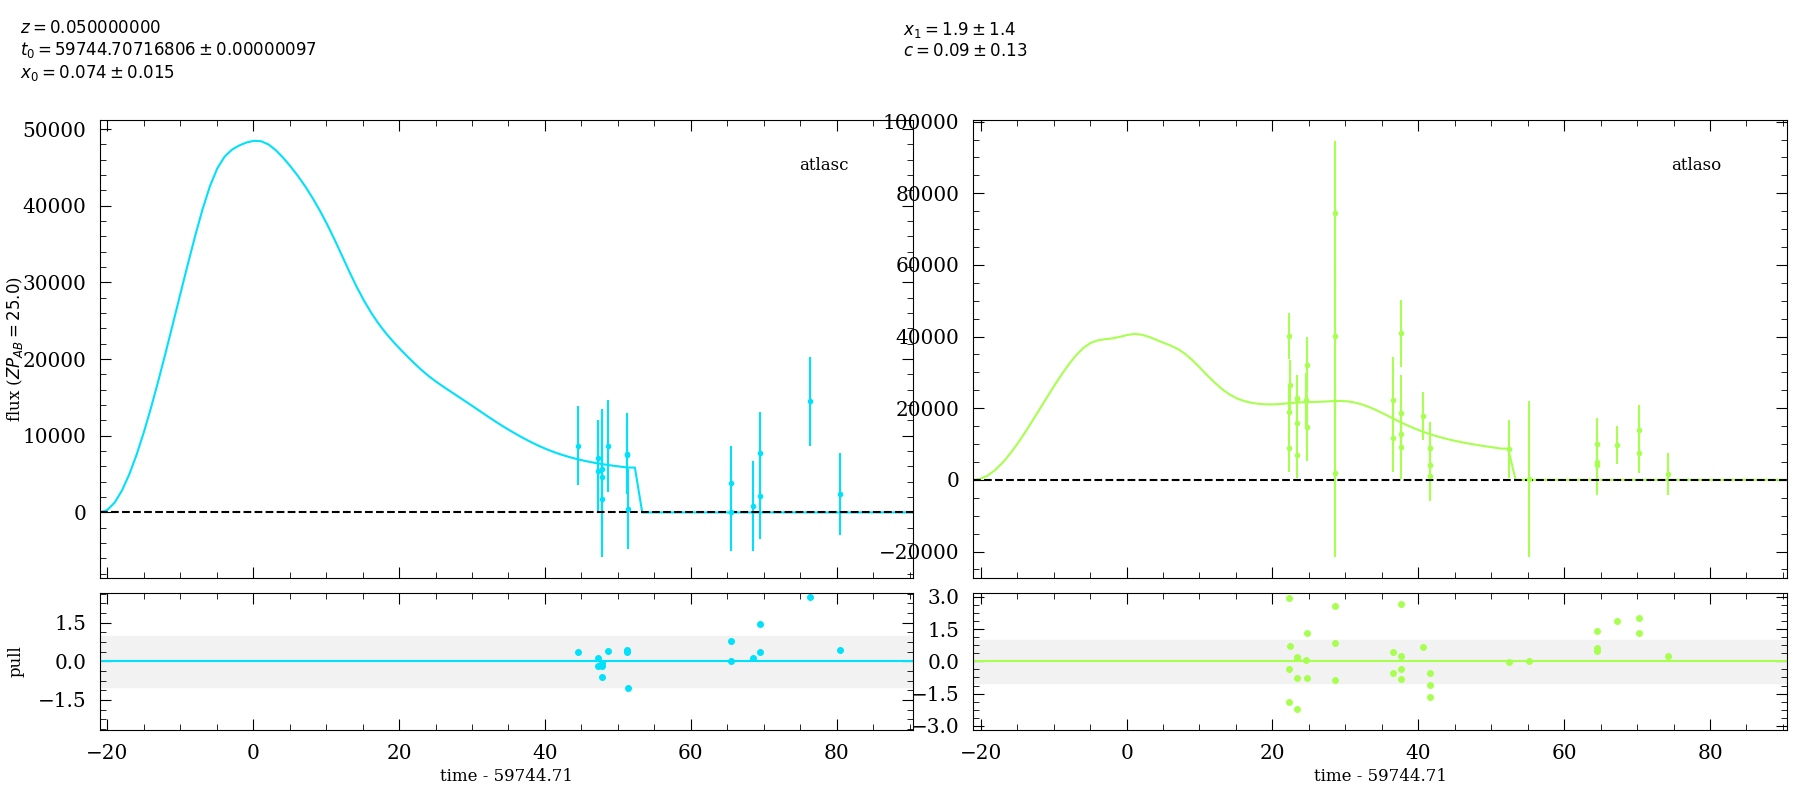 z = 0.050000000
t₀ = 59744.70716806 ± 0.00000097
x₀ = 0.074 ± 0.015
x₁ = 1.9 ± 1.4
c = 0.09 ± 0.13
flux (ZP_AB = 25.0)
50000
40000
30000
20000
10000
0
atlasc
100000
80000
60000
40000
20000
0
−20000
atlaso
pull
1.5
0.0
−1.5
−20 0 20 40 60 80
time - 59744.71
3.0
1.5
0.0
−1.5
−3.0
−20 0 20 40 60 80
time - 59744.71